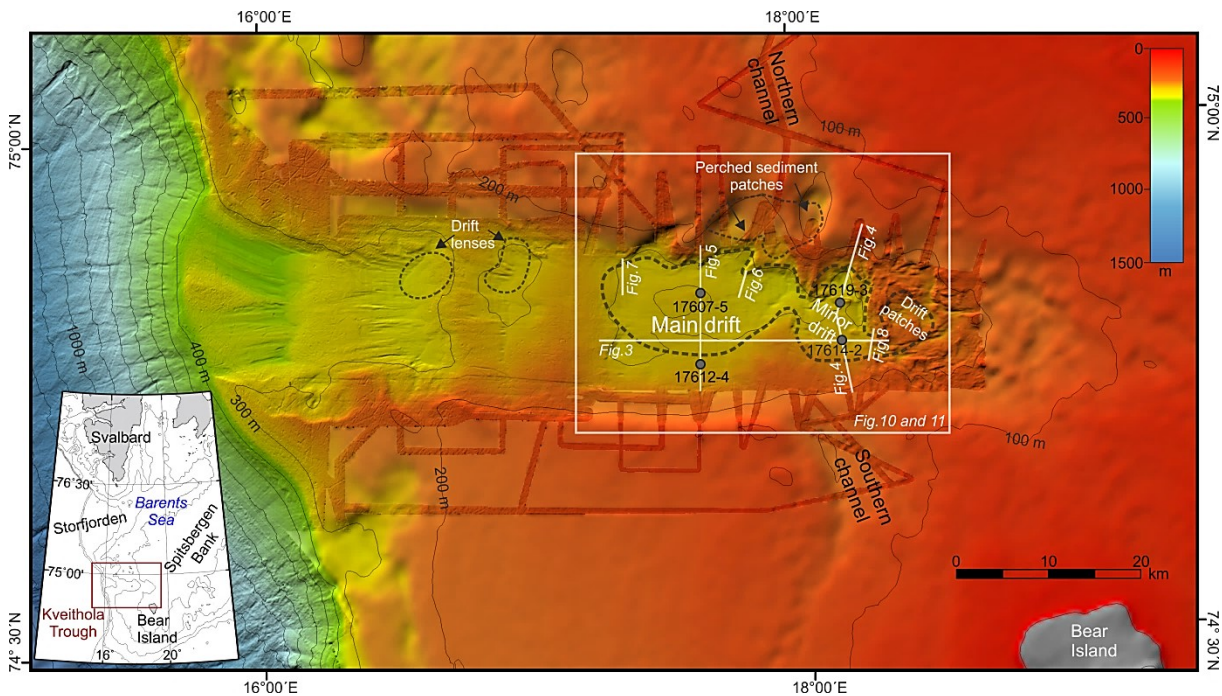 16°00´E
18°00´E
Northern
channel
100 m
0
500
1000
1500
m
75°00´N
75°00´N
200 m
Perched sediment
patches
Drift
lenses
Fig.7
Fig.5
Fig.6
Fig.4
17607-5
17619-3
Main drift
Minor
drift
Drift
patches
Fig.3
17614-2
Fig.8
17612-4
Fig.4
Fig.10 and 11
1000 m
400 m
300 m
200 m
100 m
Southern
channel
Svalbard
76°30'
Barents
Sea
Storfjorden
Spitsbergen
Bank
75°00'
Kveithola
Trough
Bear
Island
16°
20°
0 10 20
km
Bear
Island
74° 30´N
74° 30´N
16°00´E
18°00´E